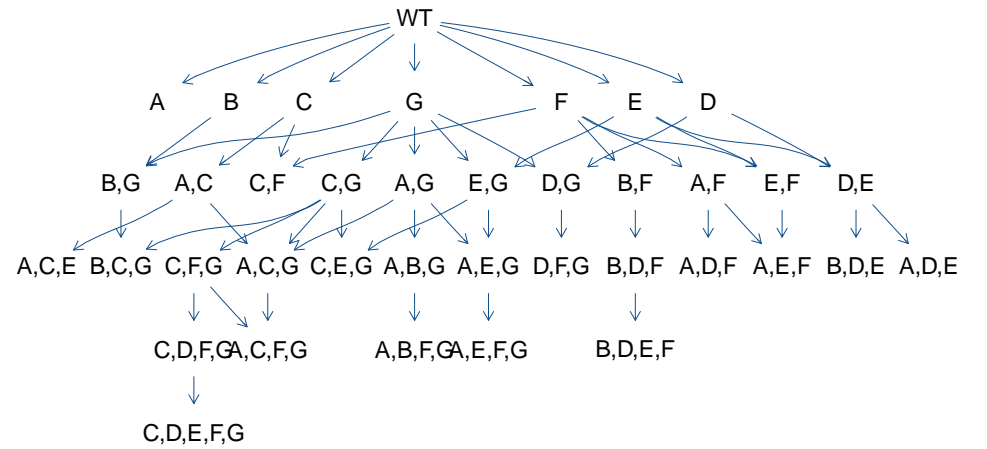 WT
A B C G F E D
B,G A,C C,F C,G A,G E,G D,G B,F A,F E,F D,E
A,C,E B,C,G C,F,G A,C,G C,E,G A,B,G A,E,G D,F,G B,D,F A,D,F A,E,F B,D,E A,D,E
C,D,F,G A,C,F,G A,B,F,G A,E,F,G B,D,E,F
C,D,E,F,G